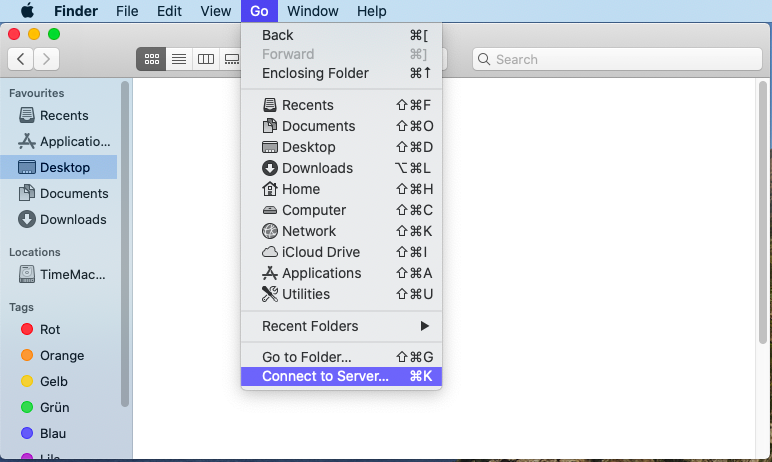 Finder File Edit View Go Window Help
Search
Favourites
Recents
Applicatio...
Desktop
Documents
Downloads
Locations
TimeMac...
Tags
Rot
Orange
Gelb
Grün
Blau
Back ⌘[
Forward ⌘]
Enclosing Folder ⌘↑
Recents ⇧⌘F
Documents ⇧⌘O
Desktop ⇧⌘D
Downloads ⌥⌘L
Home ⇧⌘H
Computer ⇧⌘C
Network ⇧⌘K
iCloud Drive ⇧⌘I
Applications ⇧⌘A
Utilities ⇧⌘U
Recent Folders
Go to Folder... ⇧⌘G
Connect to Server... ⌘K